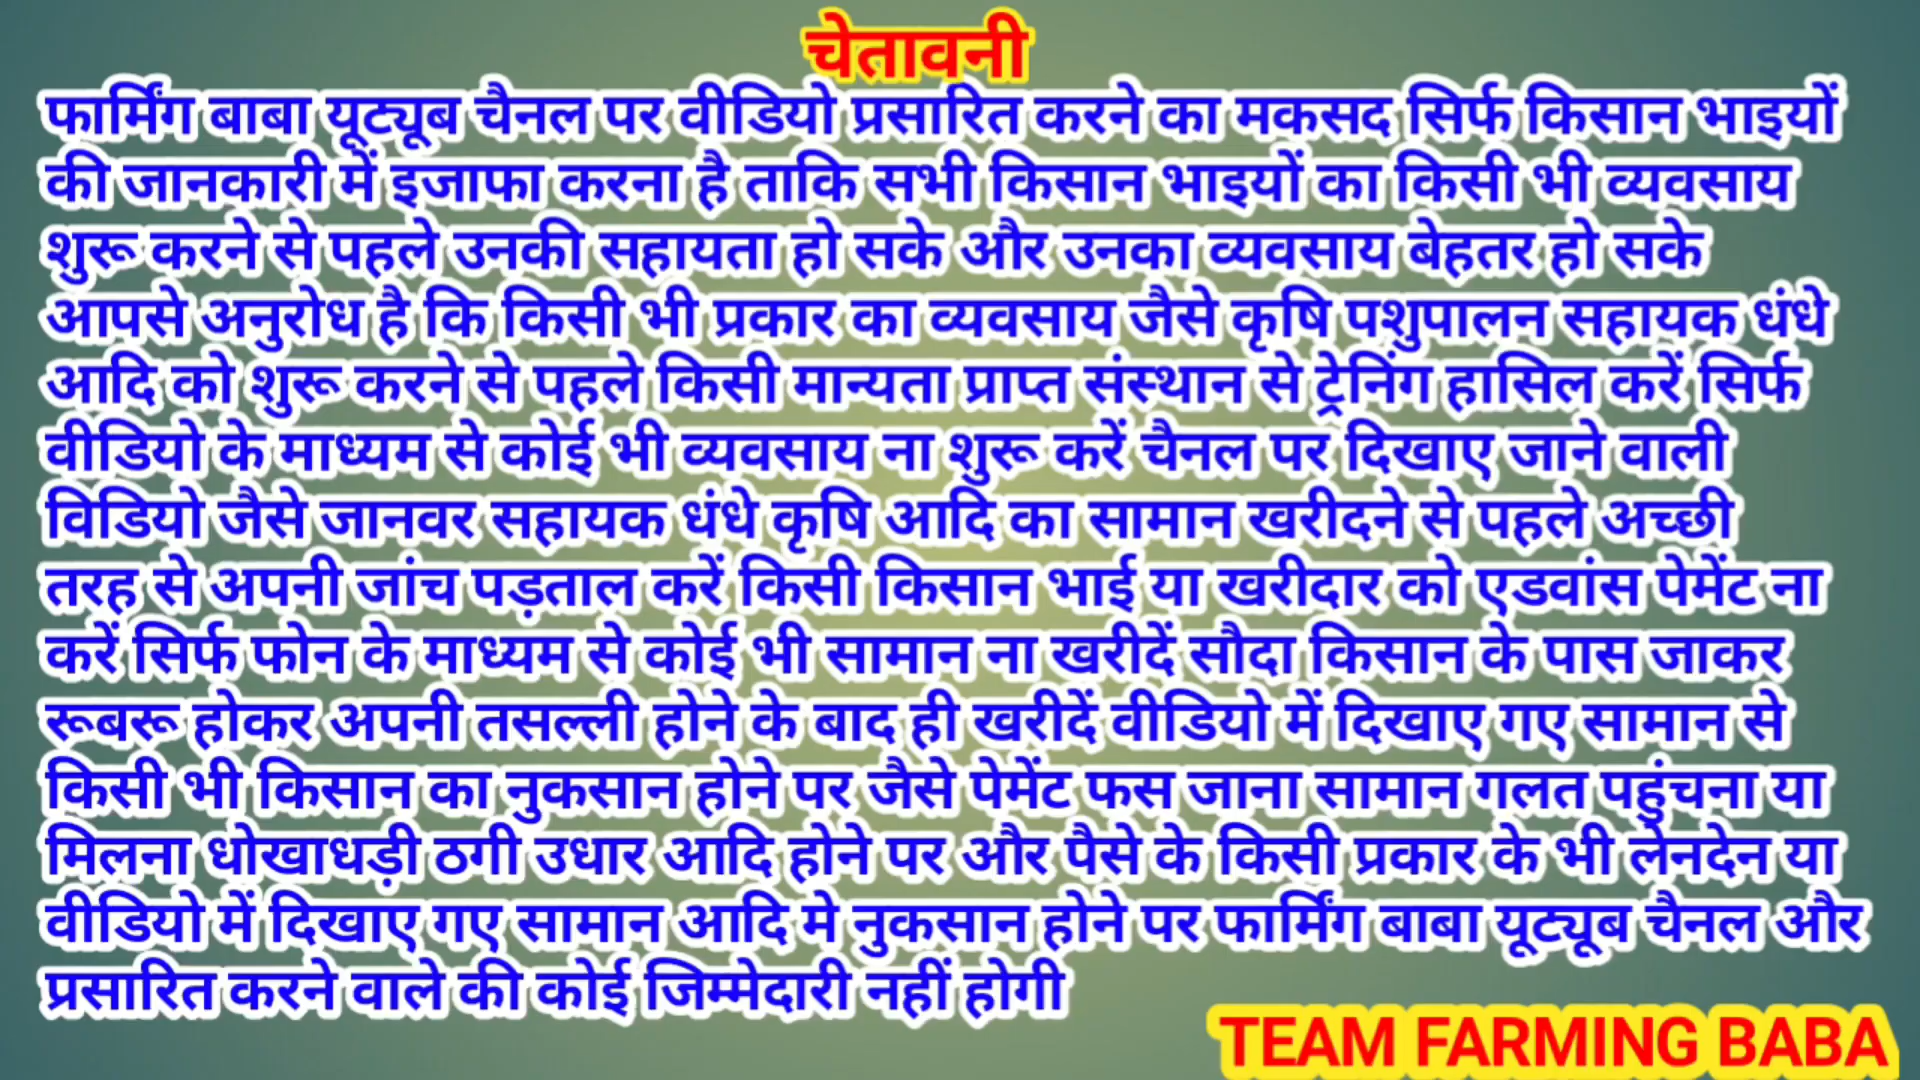 चेतावनी
फार्मिंग बाबा यूट्यूब चैनल पर वीडियो प्रसारित करने का मकसद सिर्फ किसान भाइयों
की जानकारी में इजाफा करना है ताकि सभी किसान भाइयों का किसी भी व्यवसाय
शुरू करने से पहले उनकी सहायता हो सके और उनका व्यवसाय बेहतर हो सके
आपसे अनुरोध है कि किसी भी प्रकार का व्यवसाय जैसे कृषि पशुपालन सहायक धंधे
आदि को शुरू करने से पहले किसी मान्यता प्राप्त संस्थान से ट्रेनिंग हासिल करें सिर्फ
वीडियो के माध्यम से कोई भी व्यवसाय ना शुरू करें चैनल पर दिखाए जाने वाली
विडियो जैसे जानवर सहायक धंधे कृषि आदि का सामान खरीदने से पहले अच्छी
तरह से अपनी जांच पड़ताल करें किसी किसान भाई या खरीदार को एडवांस पेमेंट ना
करें सिर्फ फोन के माध्यम से कोई भी सामान ना खरीदें सौदा किसान के पास जाकर
रूबरू होकर अपनी तसल्ली होने के बाद ही खरीदें वीडियो में दिखाए गए सामान से
किसी भी किसान का नुकसान होने पर जैसे पेमेंट फस जाना सामान गलत पहुंचना या
मिलना धोखाधड़ी ठगी उधार आदि होने पर और पैसे के किसी प्रकार के भी लेनदेन या
वीडियो में दिखाए गए सामान आदि मे नुकसान होने पर फार्मिंग बाबा यूट्यूब चैनल और
प्रसारित करने वाले की कोई जिम्मेदारी नहीं होगी
TEAM FARMING BABA